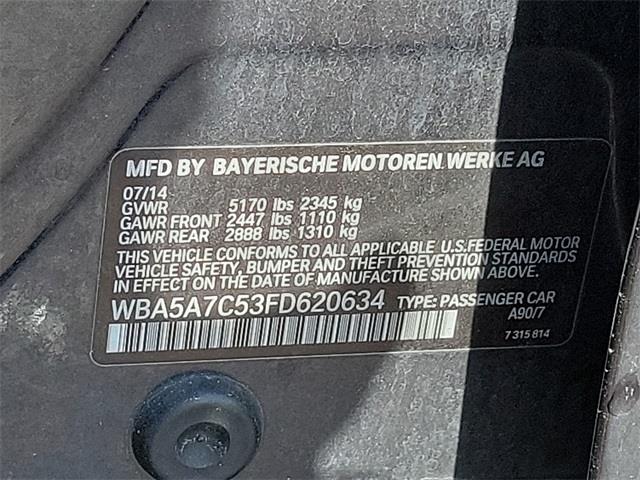 MFD BY BAYERISCHE MOTOREN WERKE AG
07/14
GVWR 5170 lbs 2345 kg
GAWR FRONT 2447 lbs 1110 kg
GAWR REAR 2888 lbs 1310 kg
THIS VEHICLE CONFORMS TO ALL APPLICABLE U.S.FEDERAL MOTOR
VEHICLE SAFETY, BUMPER, AND THEFT PREVENTION STANDARDS
IN EFFECT ON THE DATE OF MANUFACTURE SHOWN ABOVE.
WBA5A7C53FD620634 TYPE: PASSENGER CAR
A90/7
7 315 814